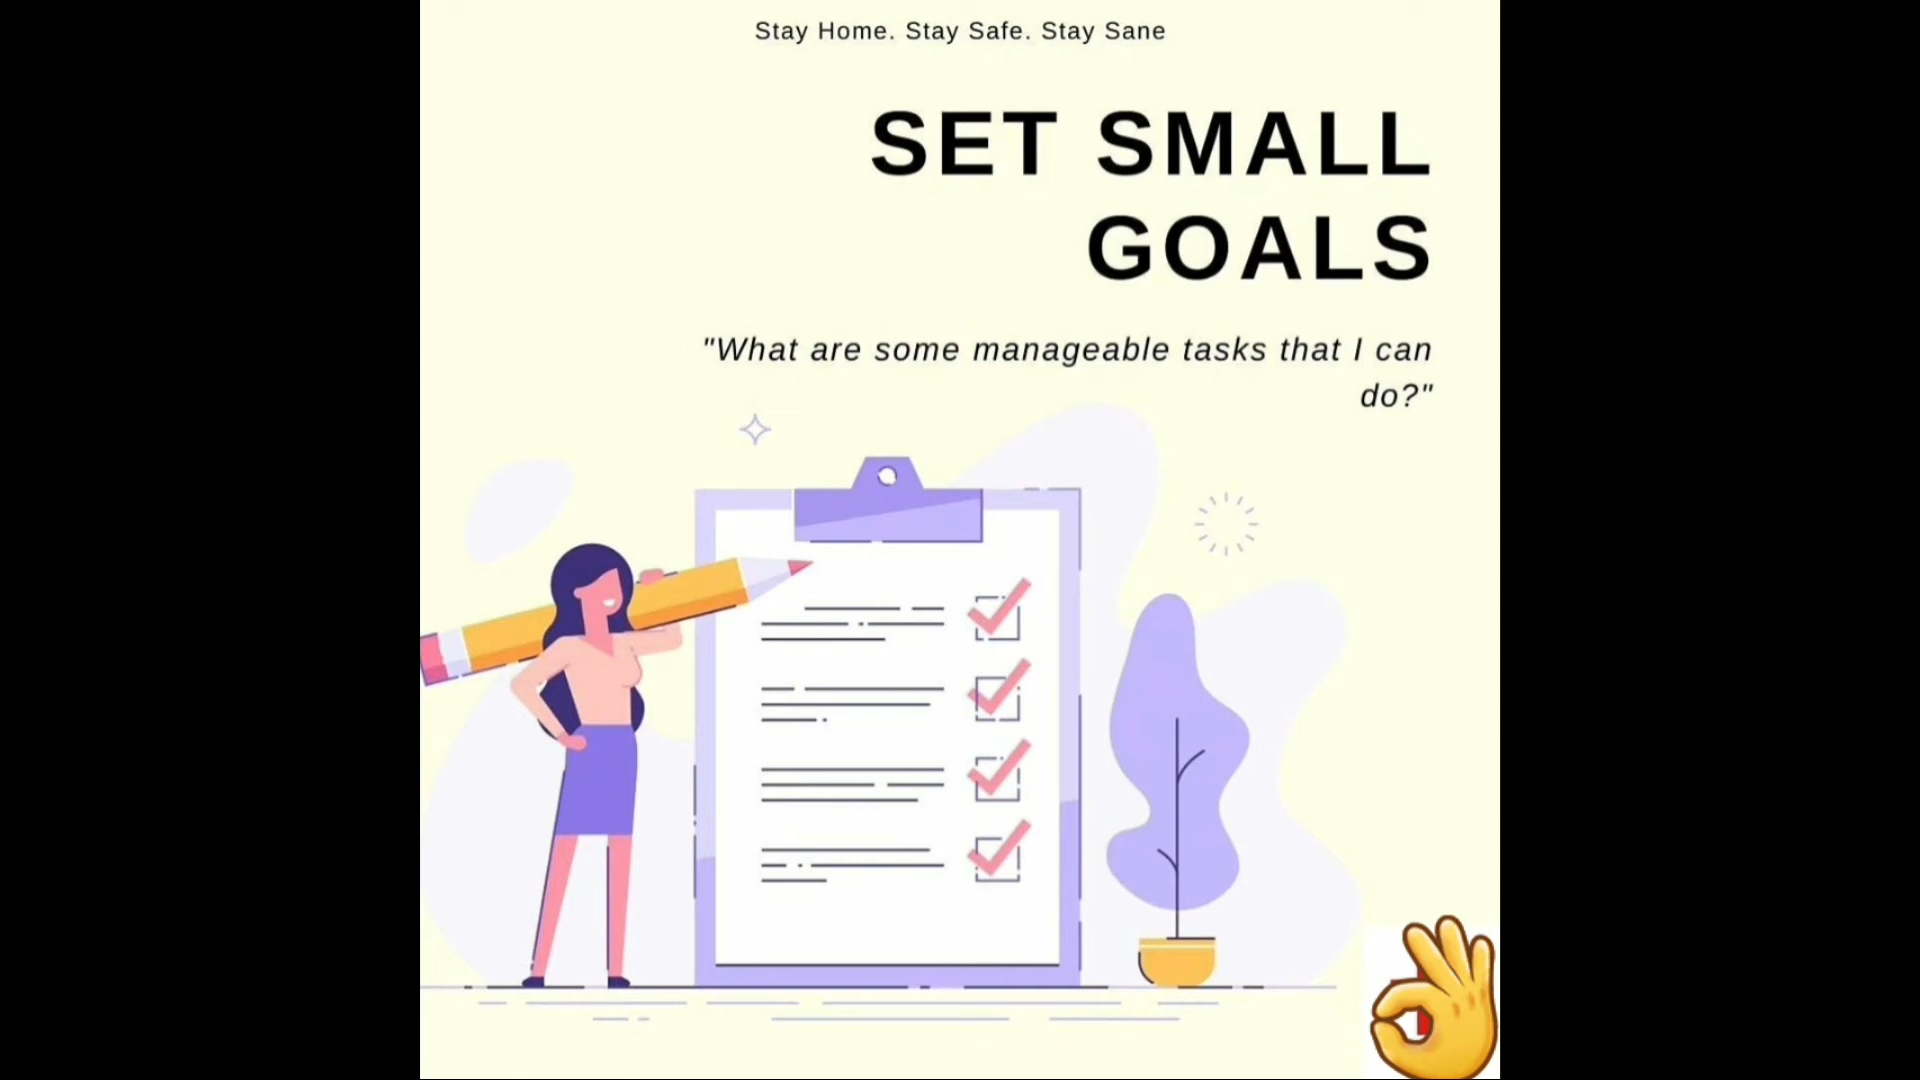 Stay Home. Stay Safe. Stay Sane
SET SMALL
GOALS
"What are some manageable tasks that I can
do?"